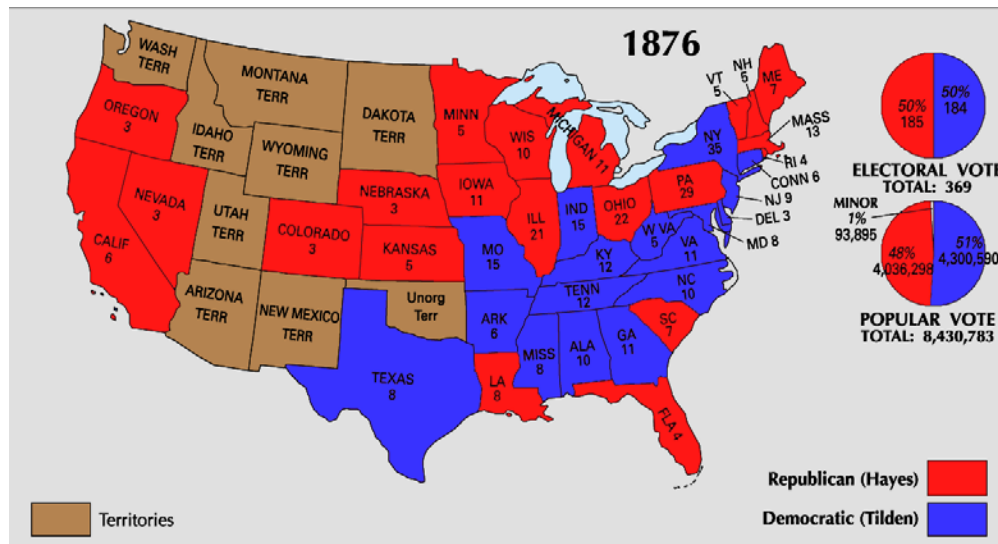 1876
WASH
TERR
MONTANA
TERR
DAKOTA
TERR
MINN
5
OREGON
3
IDAHO
TERR
WYOMING
TERR
WIS
10
MICHIGAN 11
VT
5
NH
5
ME
7
MASS
13
NY
35
RI 4
CONN 6
NJ 9
DEL 3
MD 8
PA
29
NEVADA
3
UTAH
TERR
COLORADO
3
NEBRASKA
3
IOWA
11
ILL
21
IND
15
OHIO
22
W VA
5
VA
11
CALIF
6
KANSAS
5
MO
15
KY
12
NC
10
TENN
12
ARIZONA
TERR
NEW MEXICO
TERR
Unorg
Terr
ARK
6
SC
7
MISS
8
ALA
10
GA
11
TEXAS
8
LA
8
FLA 4
50%
185
50%
184
ELECTORAL VOTE
TOTAL: 369
MINOR
1%
93,895
48%
4,036,298
51%
4,300,590
POPULAR VOTE
TOTAL: 8,430,783
Republican (Hayes)
Democratic (Tilden)
Territories